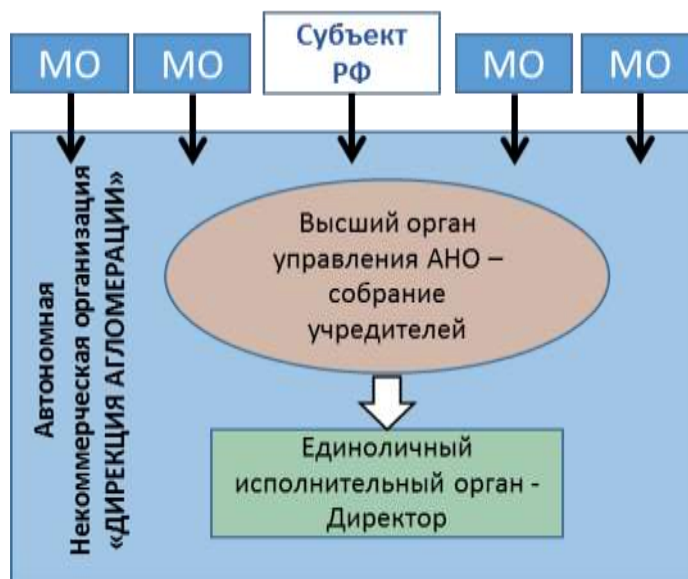 МО
МО
Субъект
РФ
МО
МО
Автономная
Некоммерческая организация
«ДИРЕКЦИЯ АГЛОМЕРАЦИИ»
Высший орган
управления АНО –
собрание
учредителей
Единоличный
исполнительный орган -
Директор